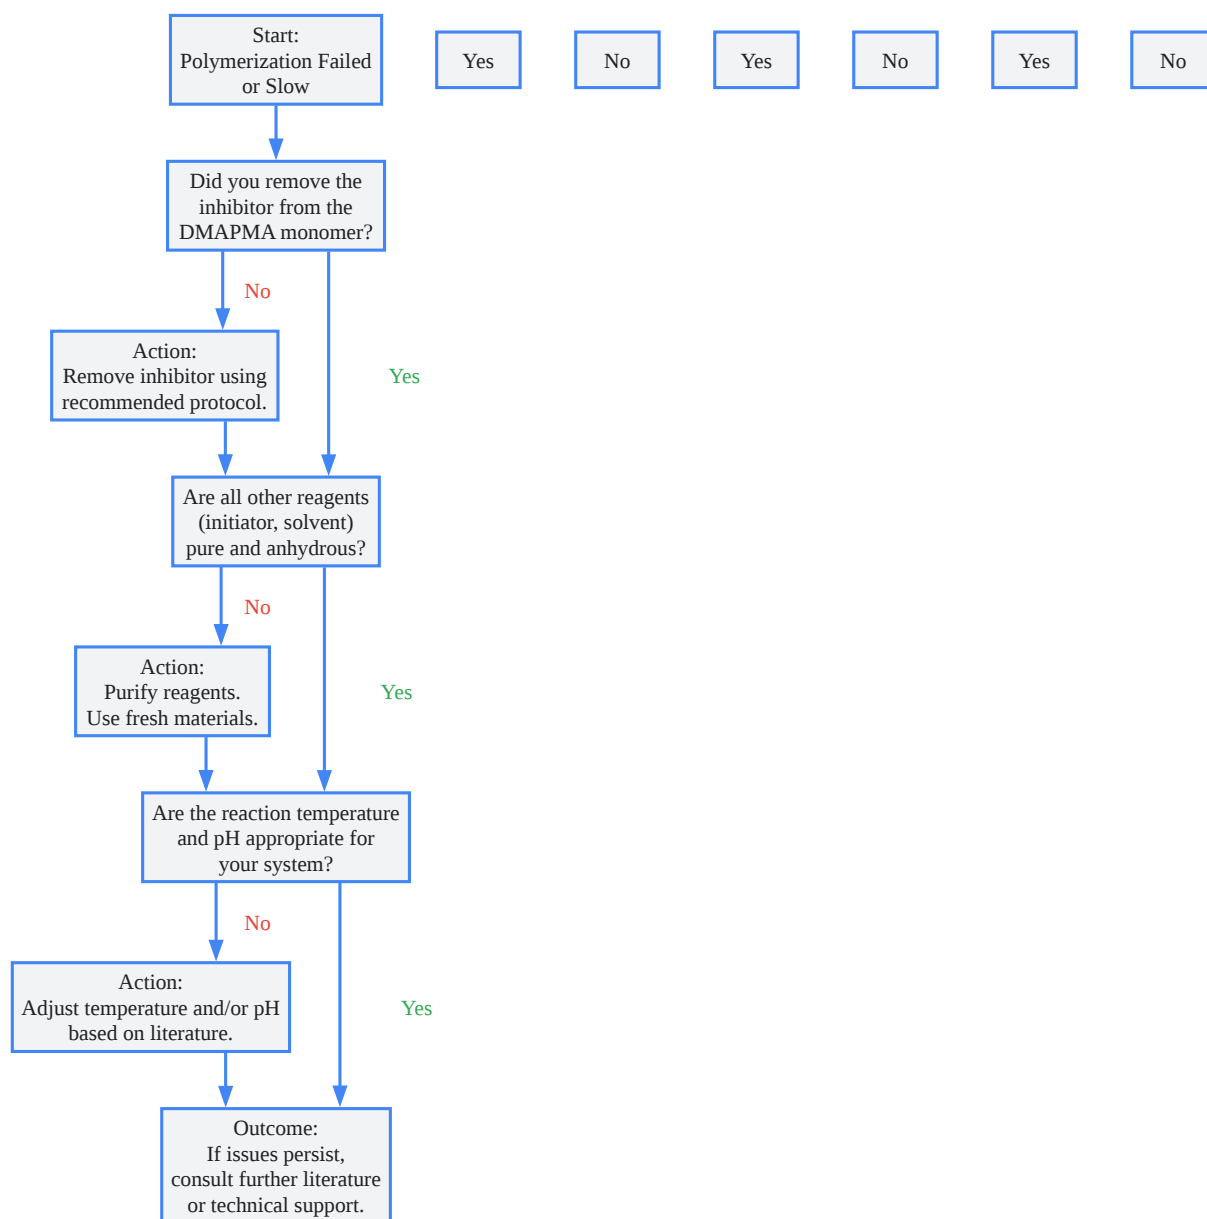 Start:
Polymerization Failed
or Slow
Yes
No
Yes
No
Yes
No
Did you remove the
inhibitor from the
DMAPMA monomer?
No
Action:
Remove inhibitor using
recommended protocol.
Yes
Are all other reagents
(initiator, solvent)
pure and anhydrous?
No
Action:
Purify reagents.
Use fresh materials.
Yes
Are the reaction temperature
and pH appropriate for
your system?
No
Action:
Adjust temperature and/or pH
based on literature.
Yes
Outcome:
If issues persist,
consult further literature
or technical support.